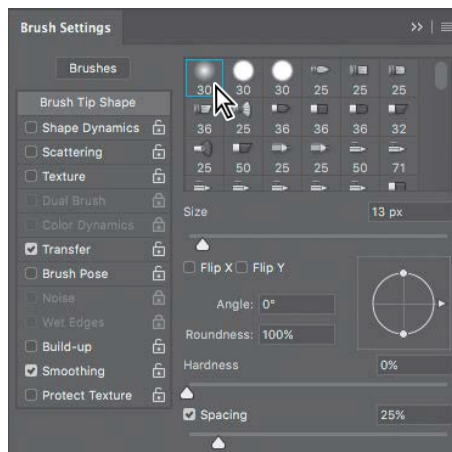 Brush Settings
Brushes
Brush Tip Shape
Shape Dynamics
Scattering
Texture
Dual Brush
Color Dynamics
Transfer
Brush Pose
Noise
Wet Edges
Build-up
Smoothing
Protect Texture
30 30 30 25 25 25
36 25 36 36 36 32
25 50 25 25 50 71
Size 13 px
Flip X Flip Y
Angle: 0°
Roundness: 100%
Hardness 0%
Spacing 25%